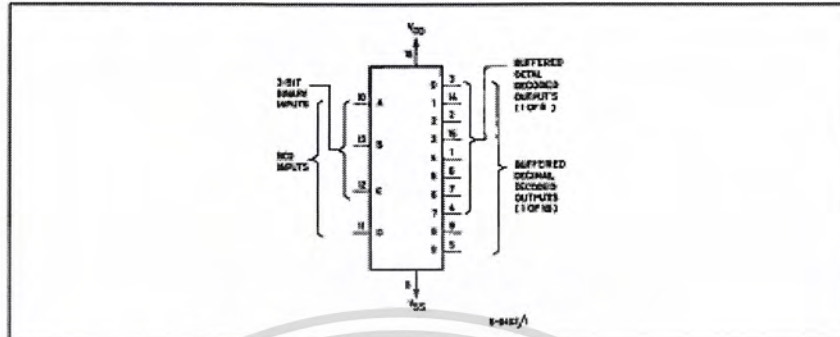 VDD
16
3-BIT
BINARY
INPUTS
BCD
INPUTS
10 A
13 B
12 C
11 D
0 3
1 14
2 2
3 15
4 1
5 6
6 7
7 4
8 9
9 5
BUFFERED
OCTAL
DECODED
OUTPUTS
(1 OF 8)
BUFFERED
DECIMAL
DECODED
OUTPUTS
(1 OF 10)
8
VSS